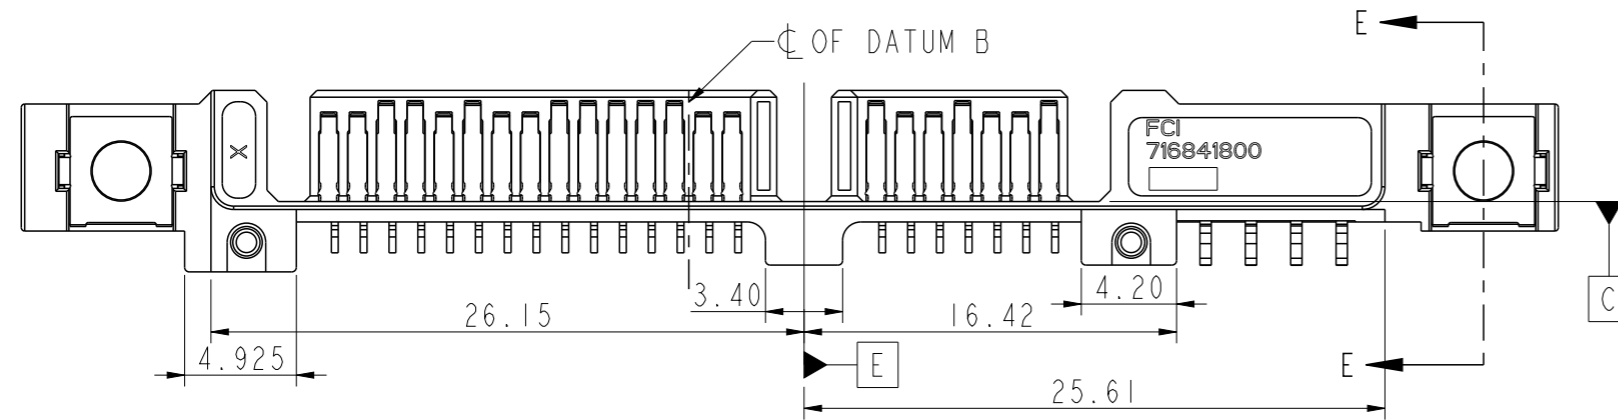 E
℄ OF DATUM B
X
FCI
716841800
3.40
4.20
C
26.15
16.42
4.925
E
E
25.61